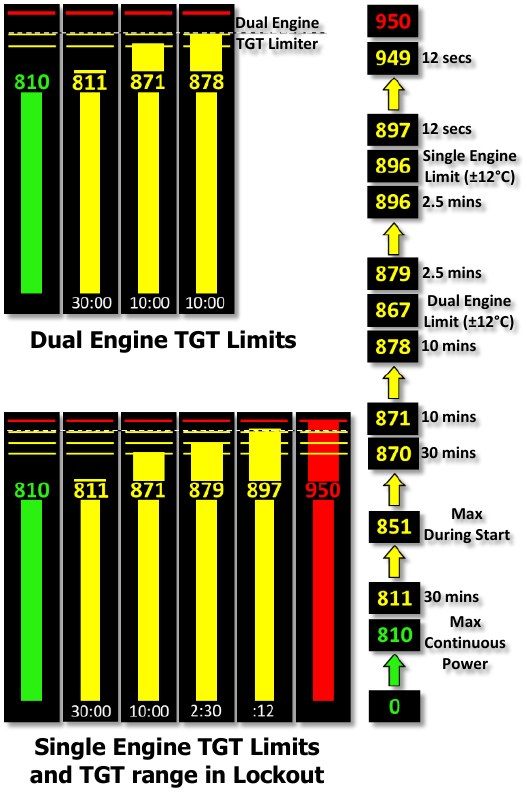 Dual Engine
TGT Limiter
810 811 871 878
30:00 10:00 10:00
Dual Engine TGT Limits
810 811 871 879 897 950
30:00 10:00 2:30 :12
Single Engine TGT Limits
and TGT range in Lockout
950
949 12 secs
897 12 secs
896 Single Engine
Limit (±12°C)
896 2.5 mins
879 2.5 mins
867 Dual Engine
Limit (±12°C)
878 10 mins
871 10 mins
870 30 mins
851 Max
During Start
811 30 mins
810 Max
Continuous
Power
0